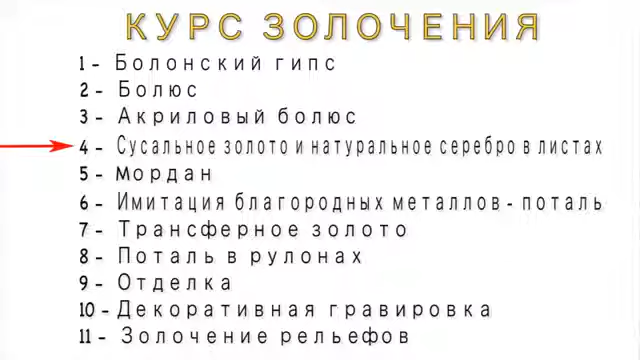 КУРС ЗОЛОЧЕНИЯ
1 - Болонский гипс
2 - Болюс
3 - Акриловый болюс
4 - Сусальное золото и натуральное серебро в листах
5 - Мордан
6 - Имитация благородных металлов - поталь
7 - Трансферное золото
8 - Поталь в рулонах
9 - Отделка
10 - Декоративная гравировка
11 - Золочение рельефов